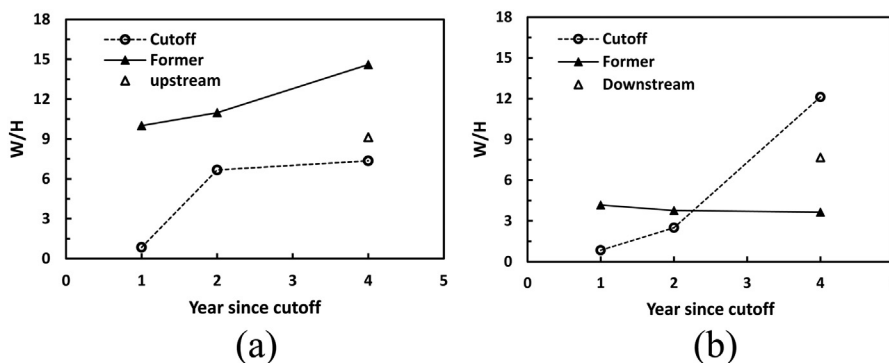 18
15
12
9
6
3
0
W/H
Cutoff
Former
upstream
0 1 2 3 4 5
Year since cutoff
(a)
18
15
12
9
6
3
0
W/H
Cutoff
Former
Downstream
0 1 2 3 4
Year since cutoff
(b)